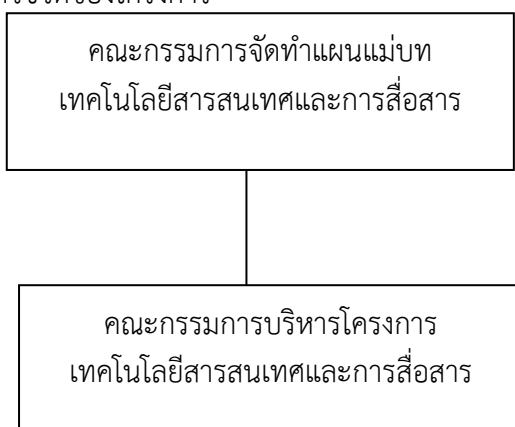 คณะกรรมการจัดทำแผนแม่บท
เทคโนโลยีสารสนเทศและการสื่อสาร
คณะกรรมการบริหารโครงการ
เทคโนโลยีสารสนเทศและการสื่อสาร